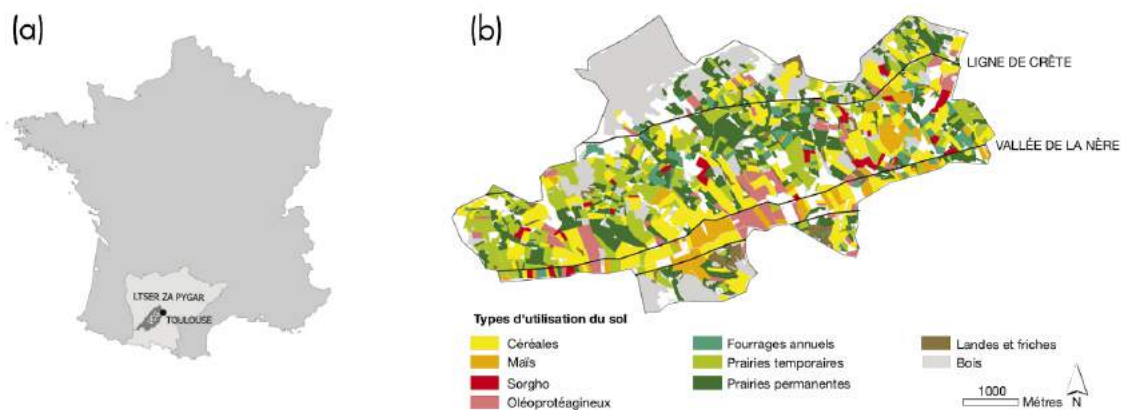 (a)
LTSER ZA PYGAR
TOULOUSE
(b)
LIGNE DE CRÊTE
VALLÉE DE LA NÈRE
Types d'utilisation du sol
Céréales
Maïs
Sorgho
Oléoprotéagineux
Fourrages annuels
Prairies temporaires
Prairies permanentes
Landes et friches
Bois
1000
Mètres
N